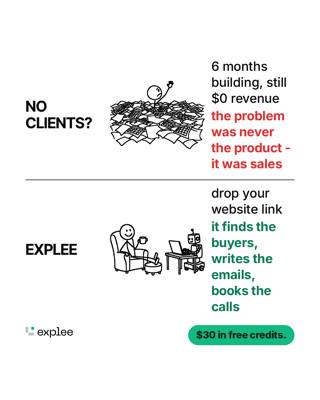 NO
CLIENTS?
6 months
building, still
$0 revenue
the problem
was never
the product -
it was sales
EXPLEE
drop your
website link
it finds the
buyers,
writes the
emails,
books the
calls
explee
$30 in free credits.